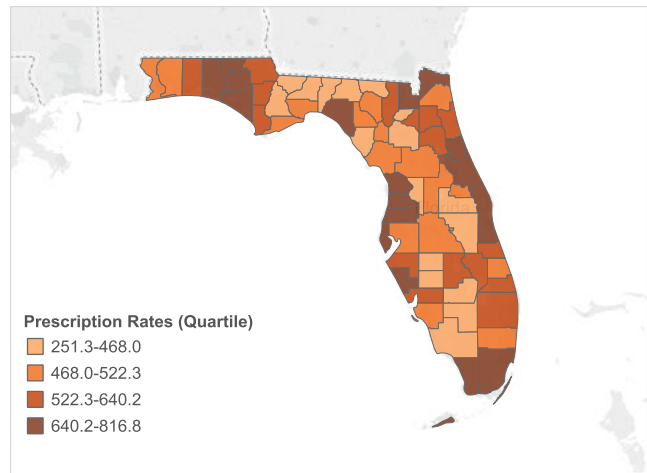 Florida
Prescription Rates (Quartile)
251.3-468.0
468.0-522.3
522.3-640.2
640.2-816.8